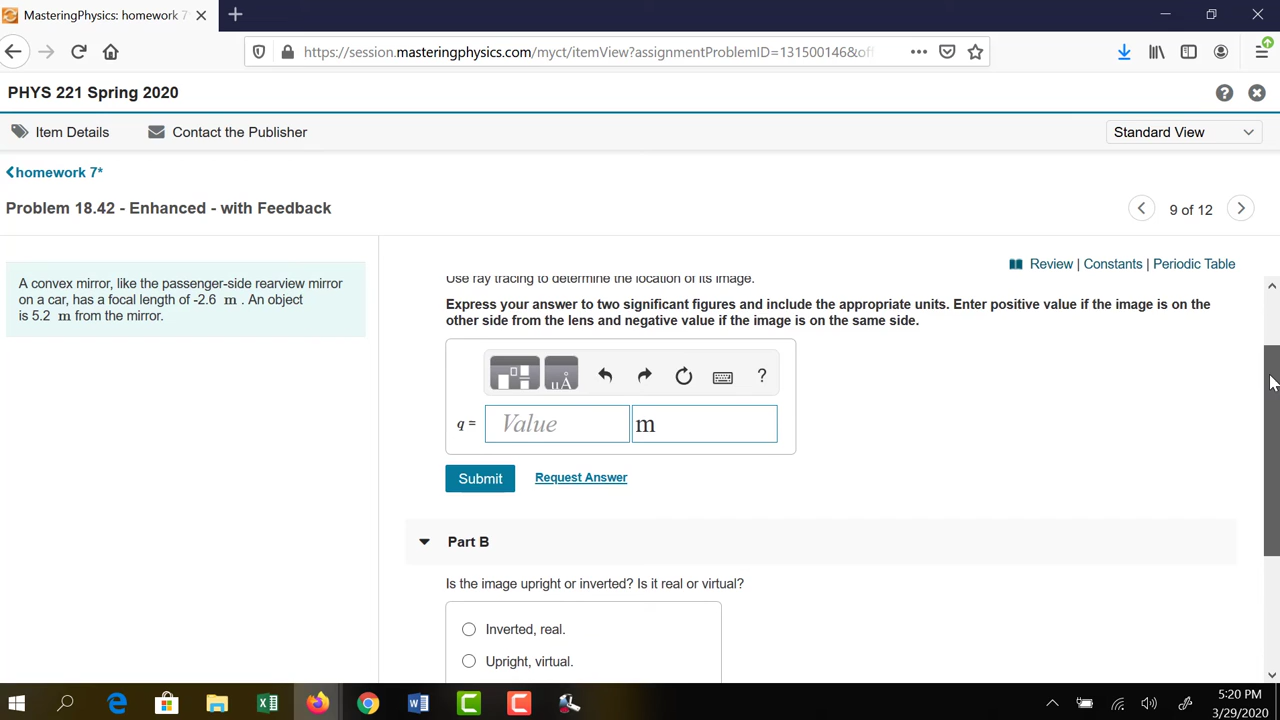 MasteringPhysics: homework 7
https://session.masteringphysics.com/myct/itemView?assignmentProblemID=131500146&of
PHYS 221 Spring 2020
Item Details
Contact the Publisher
Standard View
homework 7*
Problem 18.42 - Enhanced - with Feedback
9 of 12
A convex mirror, like the passenger-side rearview mirror
on a car, has a focal length of -2.6 m . An object
is 5.2 m from the mirror.
Review | Constants | Periodic Table
Use ray tracing to determine the location of its image.
Express your answer to two significant figures and include the appropriate units. Enter positive value if the image is on the
other side from the lens and negative value if the image is on the same side.
μÅ
?
q =
Value
m
Submit
Request Answer
Part B
Is the image upright or inverted? Is it real or virtual?
Inverted, real.
Upright, virtual.
5:20 PM
3/29/2020